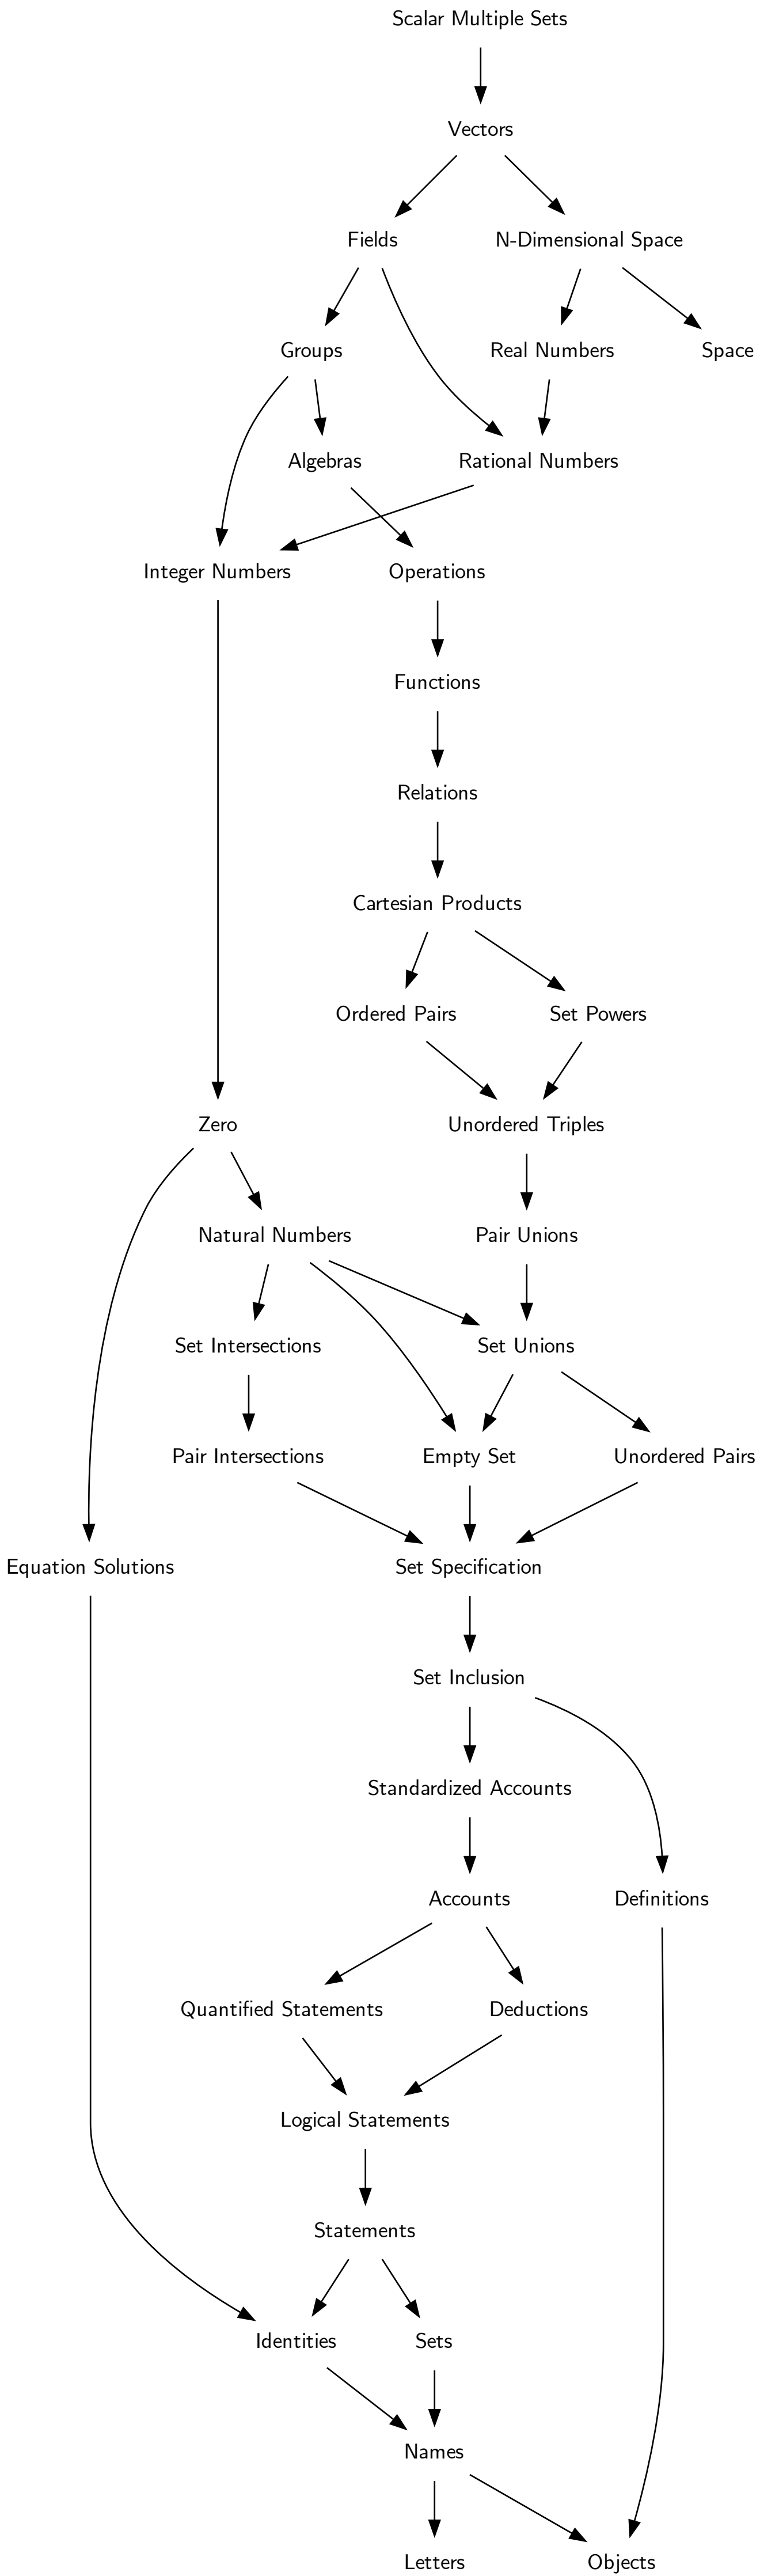 Scalar Multiple Sets
Vectors
Fields
N-Dimensional Space
Groups
Real Numbers
Space
Algebras
Rational Numbers
Integer Numbers
Operations
Functions
Relations
Cartesian Products
Ordered Pairs
Set Powers
Zero
Unordered Triples
Natural Numbers
Pair Unions
Set Intersections
Set Unions
Pair Intersections
Empty Set
Unordered Pairs
Equation Solutions
Set Specification
Set Inclusion
Standardized Accounts
Accounts
Definitions
Quantified Statements
Deductions
Logical Statements
Statements
Identities
Sets
Names
Letters
Objects